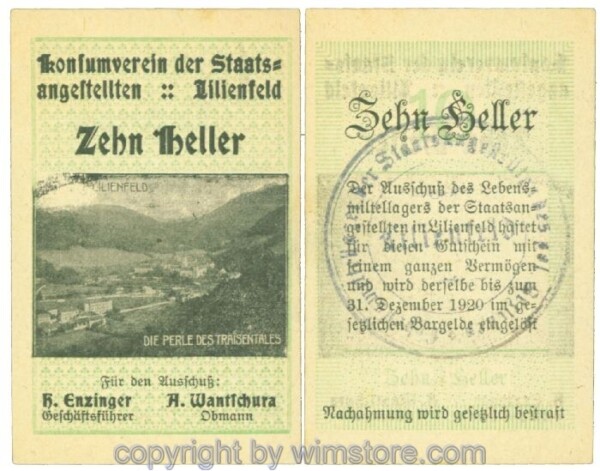 Konsumverein der Staats=
angestellten :: Lilienfeld
Zehn Heller
LILIENFELD
DIE PERLE DES TRAISENTALES
Für den Ausschuß:
H. Enzinger A. Wantschura
Geschäftsführer Obmann
10
Zehn Heller
Der Ausschuß des Lebens-
mittellagers der Staatsan-
gestellten in Lilienfeld haftet
für diesen Gutschein mit
seinem ganzen Vermögen
und wird derselbe bis zum
31. Dezember 1920 im ge-
setzlichen Bargelde eingelöst
Nachahmung wird gesetzlich bestraft
der Staatsangestellten
copyright by wimstore.com